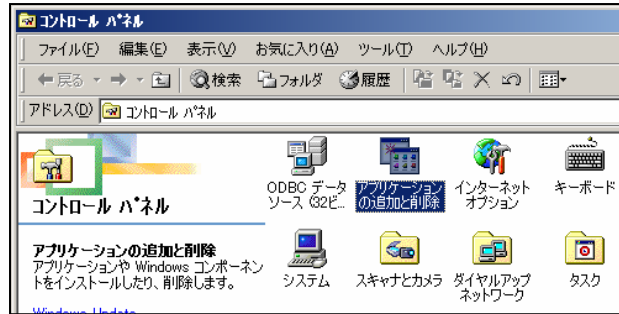 コントロール パネル
ファイル(F) 編集(E) 表示(V) お気に入り(A) ツール(T) ヘルプ(H)
戻る 検索 フォルダ 履歴
アドレス(D) コントロール パネル
コントロール パネル
アプリケーションの追加と削除
アプリケーションや Windows コンポーネン
トをインストールしたり、削除します。
Windows Update
ODBC データ
ソース (32ビ...
アプリケーション
の追加と削除
インターネット
オプション
キーボード
システム
スキャナとカメラ
ダイヤルアップ
ネットワーク
タスク